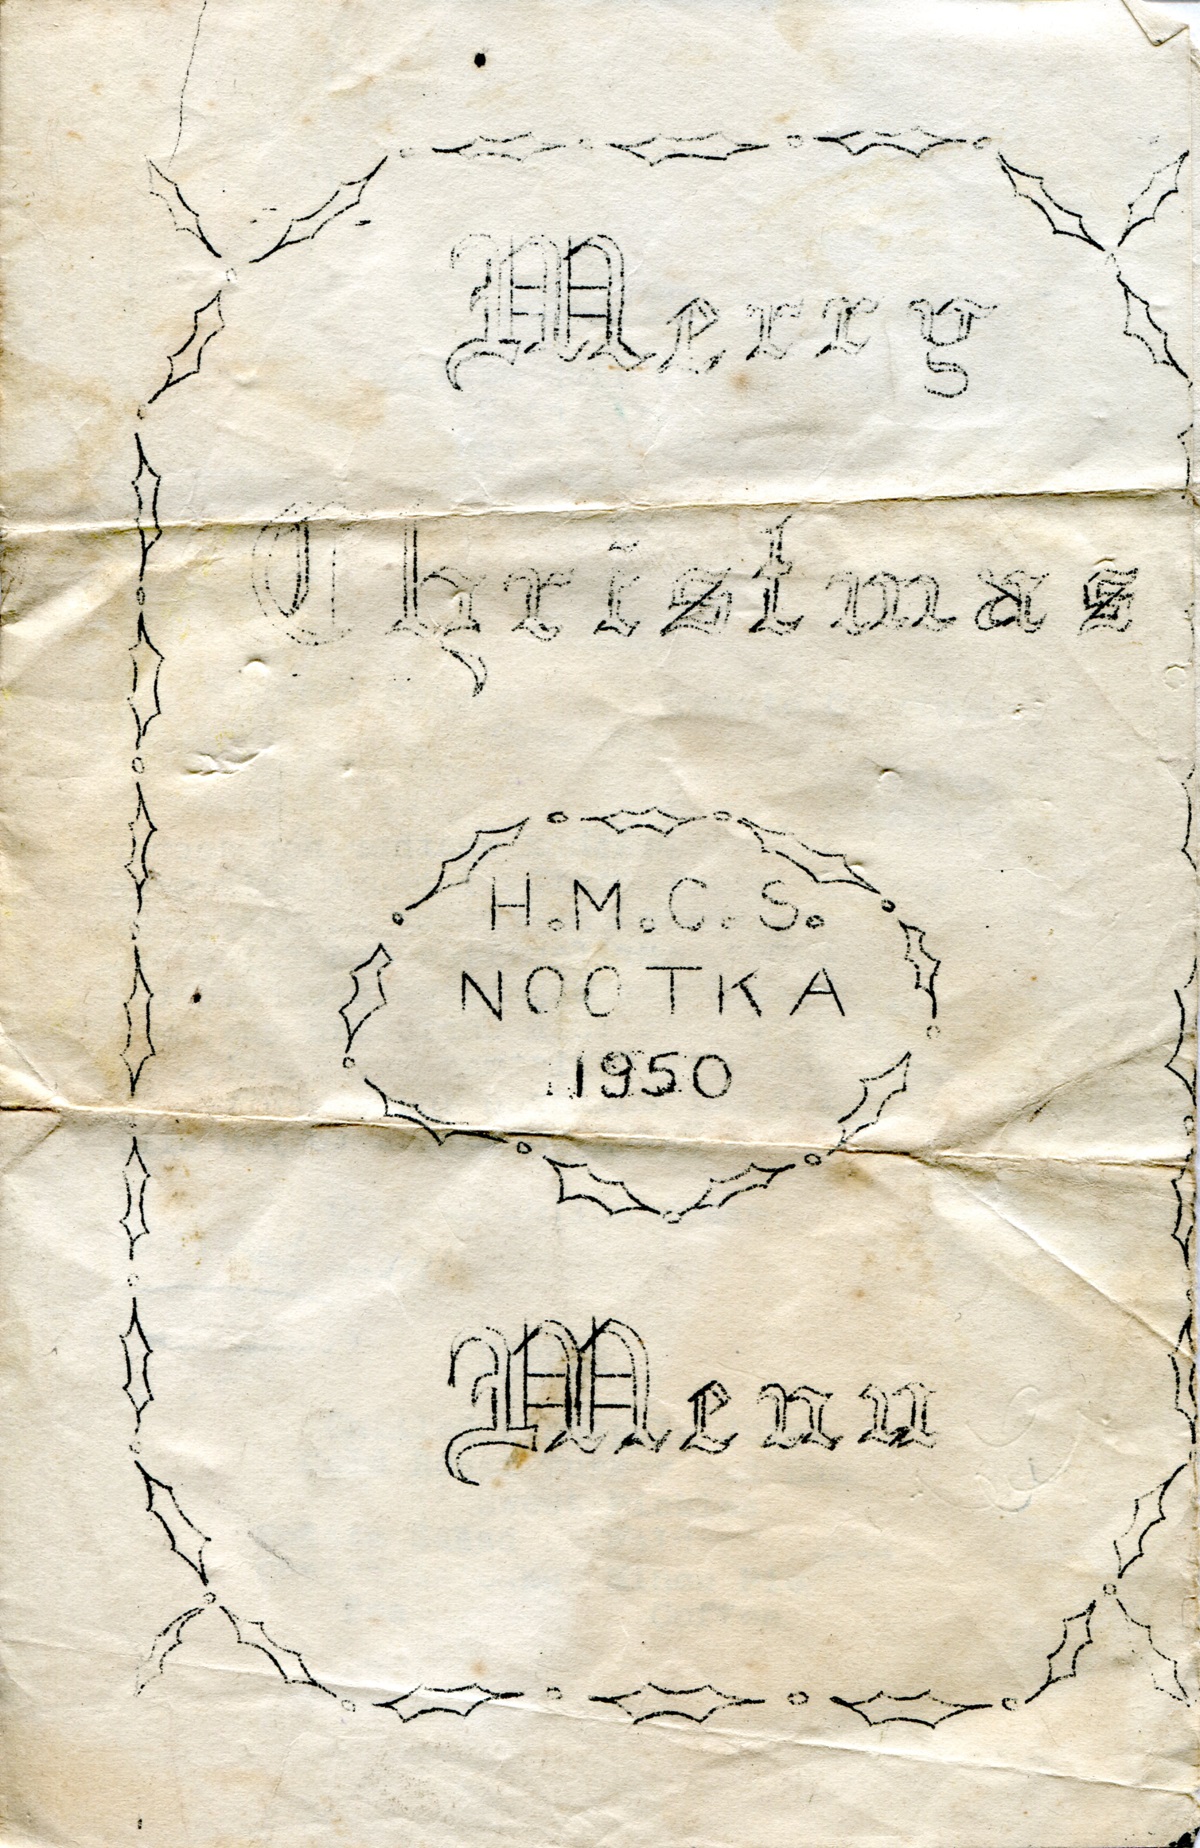 Merry
Christmas
H.M.C.S.
NOOTKA
1950
Menu